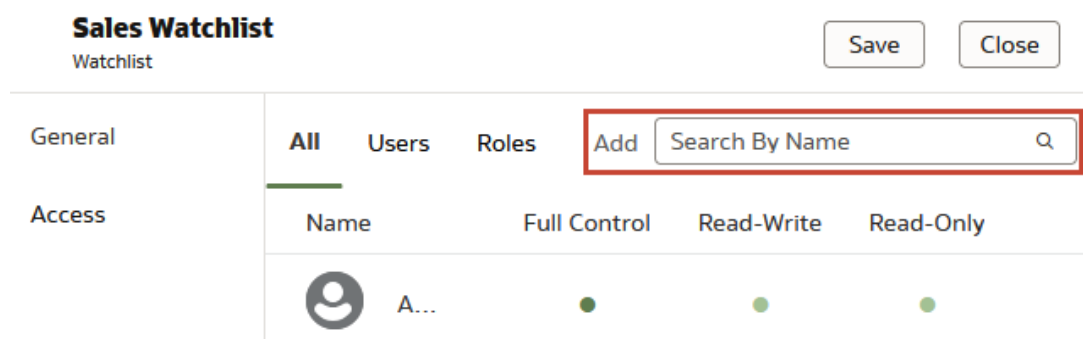 Sales Watchlist
Watchlist
Save
Close
General
Access
All
Users
Roles
Add
Search By Name
Name
Full Control
Read-Write
Read-Only
A...